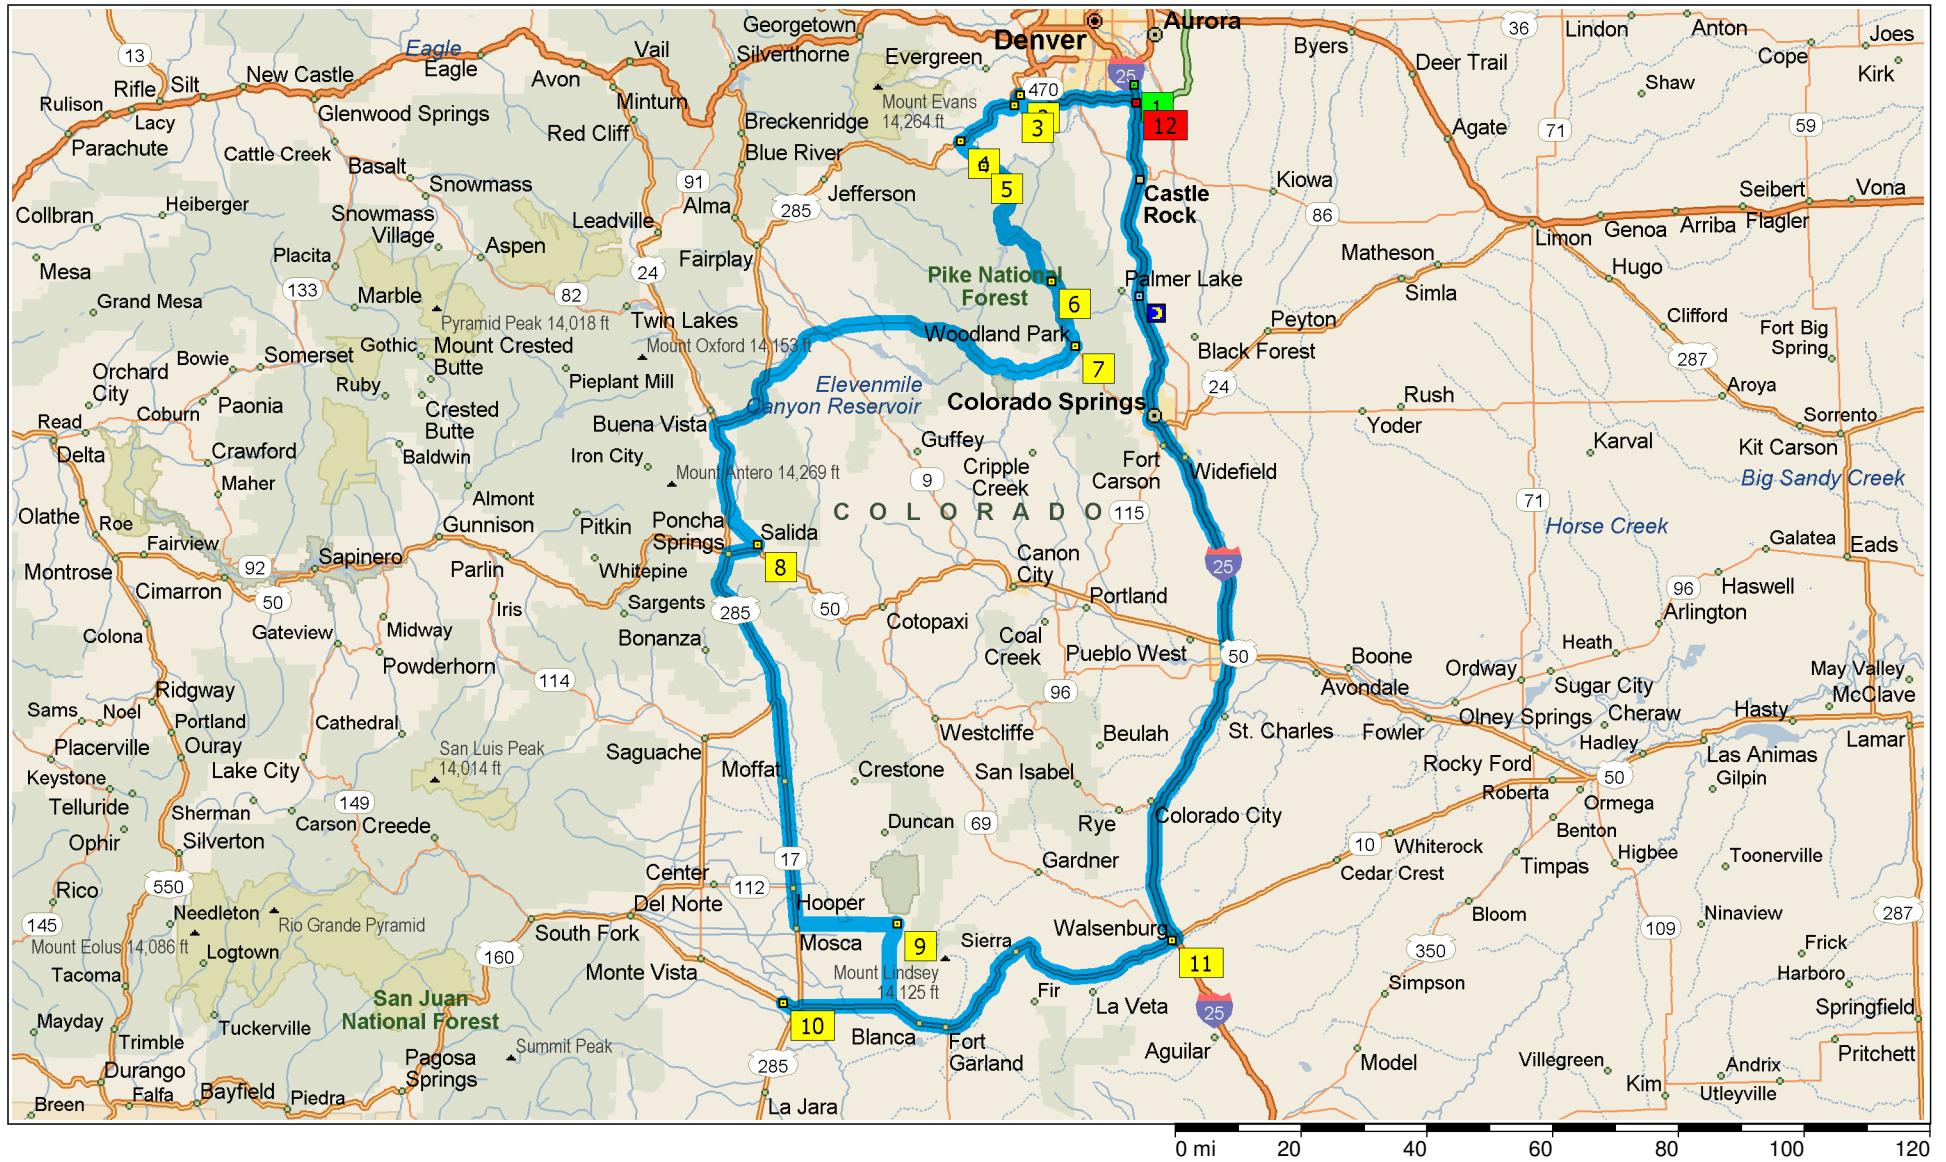 Georgetown
Aurora
36
Lindon
Anton
Joes
13
Eagle
Vail
Silverthorne
Denver
Byers
Cope
Eagle
Evergreen
Deer Trail
Kirk
New Castle
Avon
25
Shaw
Rifle
Silt
Minturn
470
Rulison
Glenwood Springs
Mount Evans
14,264 ft
1
Lacy
Breckenridge
3
12
Agate
71
59
Parachute
Red Cliff
Cattle Creek
Blue River
4
Basalt
Snowmass
91
5
Castle
Rock
Kiowa
Seibert
Vona
Collbran
Heiberger
Snowmass
Village
Leadville
Alma
285
Jefferson
86
Genoa
Arriba
Flagler
Placita
Aspen
Limon
Mesa
Fairplay
Matheson
Hugo
24
Pike National
Forest
Palmer Lake
133
Marble
82
Simla
Grand Mesa
Pyramid Peak 14,018 ft
Twin Lakes
6
Peyton
Clifford
Fort Big
Spring
Bowie
Somerset
Gothic
Mount Crested
Butte
Mount Oxford 14,153 ft
Woodland Park
Black Forest
287
Orchard
City
Ruby
Pieplant Mill
7
24
Elevenmile
Canyon Reservoir
Aroya
Read
Coburn
Paonia
Crested
Butte
Buena Vista
Colorado Springs
Rush
Yoder
Sorrento
Delta
Crawford
Baldwin
Iron City
Guffey
Karval
Kit Carson
Maher
Mount Antero 14,269 ft
9
Cripple
Creek
Fort
Carson
Widefield
Big Sandy Creek
Almont
71
Olathe
Roe
Gunnison
Pitkin
Poncha
Springs
Salida
COLORADO
115
Horse Creek
Fairview
Sapinero
Galatea
Eads
Montrose
92
Parlin
Whitepine
8
Canon
City
25
Cimarron
50
Iris
Sargents
285
50
Cotopaxi
Portland
96
Haswell
Arlington
Colona
Gateview
Midway
Bonanza
Coal
Creek
Pueblo West
50
Heath
Powderhorn
Boone
Ordway
May Valley
114
96
Avondale
Sugar City
McClave
Ridgway
Sams
Noel
Portland
Cathedral
Saguache
Westcliffe
Beulah
St. Charles
Fowler
Olney Springs
Cheraw
Hasty
Placerville
Ouray
San Luis Peak
14,014 ft
Hadley
Las Animas
Lamar
Keystone
Lake City
Moffat
Crestone
San Isabel
Rocky Ford
50
Gilpin
Telluride
Sherman
149
Roberta
Ormega
Carson
Creede
Duncan
69
Rye
Colorado City
Benton
Ophir
Silverton
17
Gardner
10
Whiterock
Higbee
Toonerville
550
Center
112
Cedar Crest
Timpas
Rico
Del Norte
Hooper
145
Needleton
Rio Grande Pyramid
South Fork
Mosca
9
Sierra
Walsenburg
Bloom
109
Ninaview
287
Mount Eolus 14,086 ft
Logtown
160
Monte Vista
Mount Lindsey
14,125 ft
11
350
Frick
Tacoma
Fir
La Veta
Simpson
Harboro
San Juan
National Forest
10
25
Springfield
Mayday
Tuckerville
Blanca
Fort
Garland
Trimble
Summit Peak
Aguilar
Model
Villegreen
Pritchett
Durango
Pagosa
Springs
285
Andrix
Falfa
Bayfield
Piedra
Kim
Utleyville
Breen
La Jara
0 mi
20
40
60
80
100
120